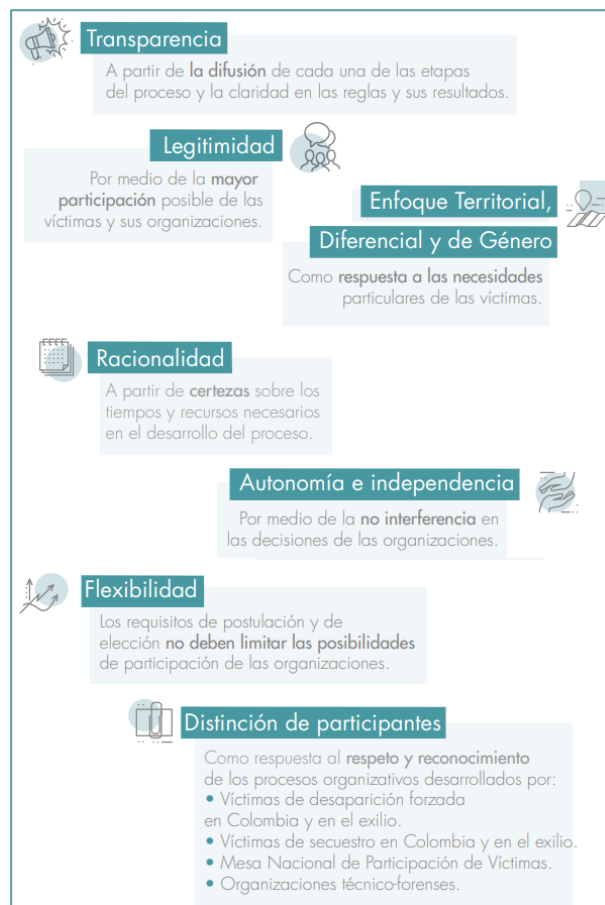 Transparencia
A partir de la difusión de cada una de las etapas
del proceso y la claridad en las reglas y sus resultados.
Legitimidad
Por medio de la mayor
participación posible de las
víctimas y sus organizaciones.
Enfoque Territorial,
Diferencial y de Género
Como respuesta a las necesidades
particulares de las víctimas.
Racionalidad
A partir de certezas sobre los
tiempos y recursos necesarios
en el desarrollo del proceso.
Autonomía e independencia
Por medio de la no interferencia en
las decisiones de las organizaciones.
Flexibilidad
Los requisitos de postulación y de
elección no deben limitar las posibilidades
de participación de las organizaciones.
Distinción de participantes
Como respuesta al respeto y reconocimiento
de los procesos organizativos desarrollados por:
• Víctimas de desaparición forzada
en Colombia y en el exilio.
• Víctimas de secuestro en Colombia y en el exilio.
• Mesa Nacional de Participación de Víctimas.
• Organizaciones técnico-forenses.